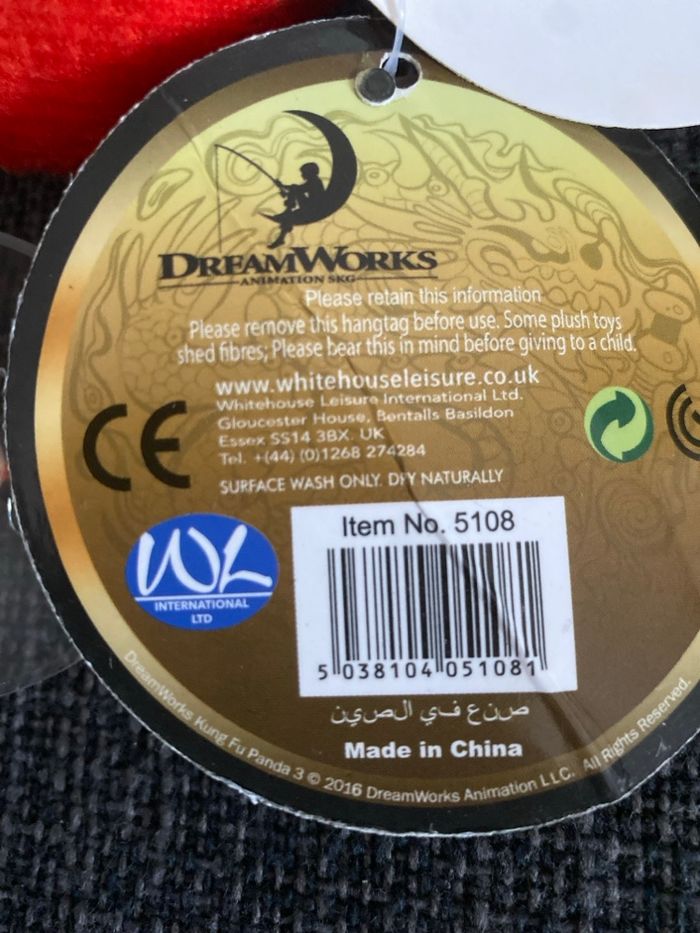 DREAMWORKS
ANIMATION SKG
Please retain this information
Please remove this hangtag before use. Some plush toys
shed fibres; Please bear this in mind before giving to a child.
www.whitehouseleisure.co.uk
Whitehouse Leisure International Ltd.
Gloucester House, Bentalls Basildon
Essex SS14 3BX. UK
Tel. +(44) (0)1268 274284
CE
SURFACE WASH ONLY. DRY NATURALLY
WL
INTERNATIONAL
LTD
Item No. 5108
5 038104 051081
صنع في الصين
Made in China
DreamWorks Kung Fu Panda 3 © 2016 DreamWorks Animation LLC. All Rights Reserved.